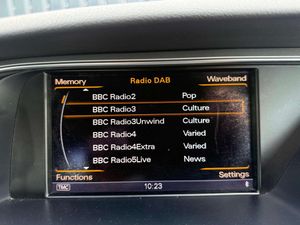 Memory Radio DAB Waveband
BBC Radio2 Pop
BBC Radio3 Culture
BBC Radio3Unwind Culture
BBC Radio4 Varied
BBC Radio4Extra Varied
BBC Radio5Live News
Functions Settings
TMC 10:23